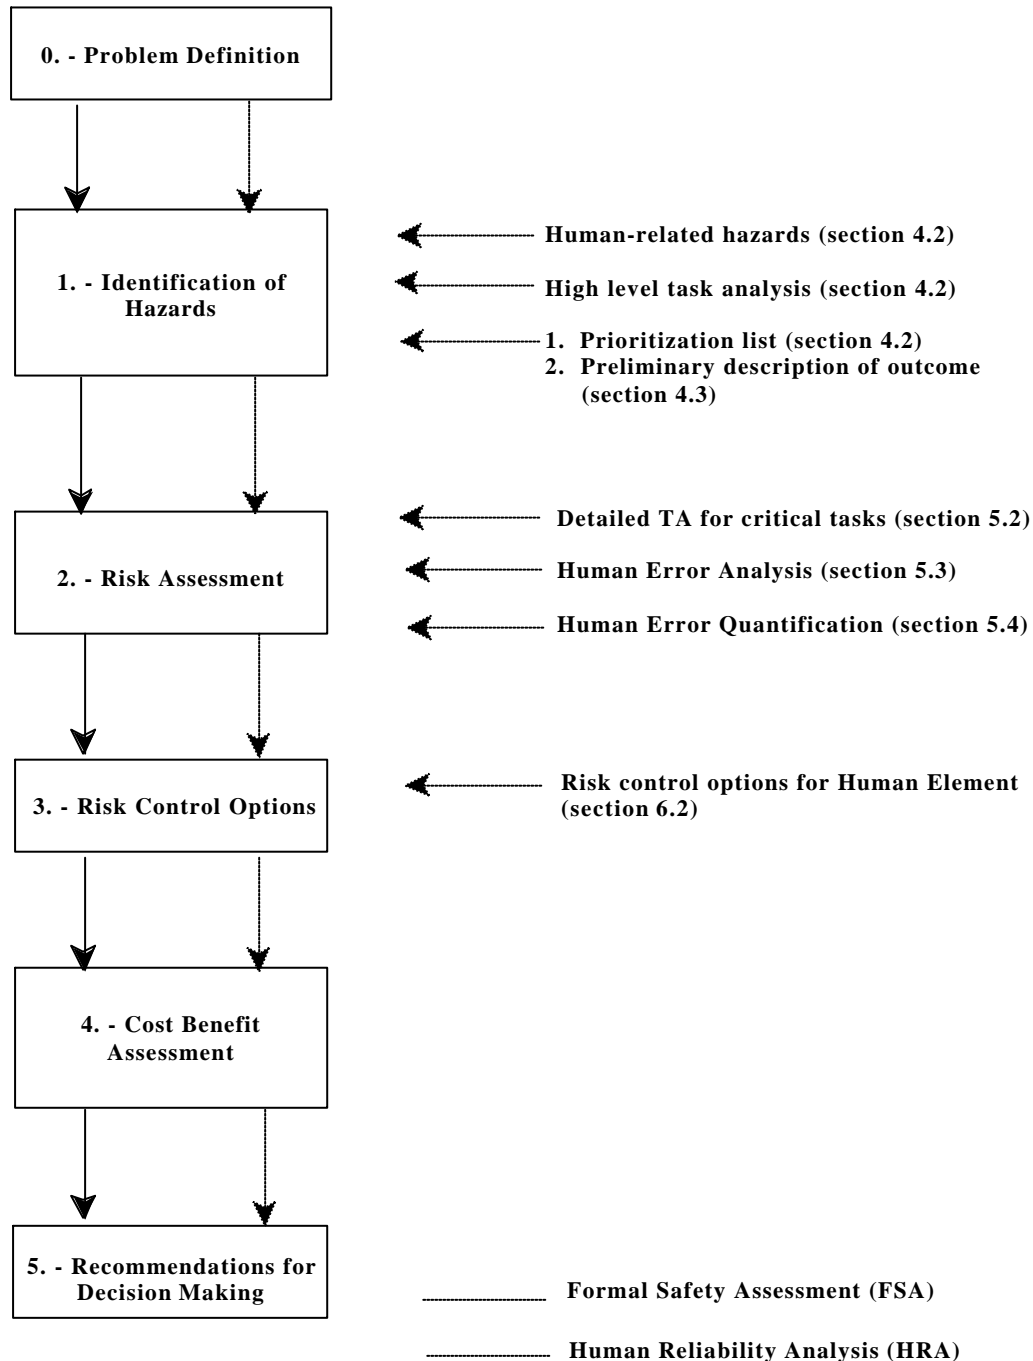 0. - Problem Definition
Human-related hazards (section 4.2)
1. - Identification of
Hazards
High level task analysis (section 4.2)
1. Prioritization list (section 4.2)
2. Preliminary description of outcome
(section 4.3)
Detailed TA for critical tasks (section 5.2)
2. - Risk Assessment
Human Error Analysis (section 5.3)
Human Error Quantification (section 5.4)
3. - Risk Control Options
Risk control options for Human Element
(section 6.2)
4. - Cost Benefit
Assessment
5. - Recommendations for
Decision Making
Formal Safety Assessment (FSA)
Human Reliability Analysis (HRA)